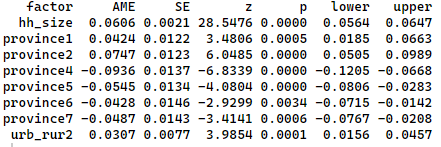 factor AME SE z p lower upper
hh_size 0.0606 0.0021 28.5476 0.0000 0.0564 0.0647
province1 0.0424 0.0122 3.4806 0.0005 0.0185 0.0663
province2 0.0747 0.0123 6.0485 0.0000 0.0505 0.0989
province4 -0.0936 0.0137 -6.8339 0.0000 -0.1205 -0.0668
province5 -0.0545 0.0134 -4.0804 0.0000 -0.0806 -0.0283
province6 -0.0428 0.0146 -2.9299 0.0034 -0.0715 -0.0142
province7 -0.0487 0.0143 -3.4141 0.0006 -0.0767 -0.0208
urb_rur2 0.0307 0.0077 3.9854 0.0001 0.0156 0.0457